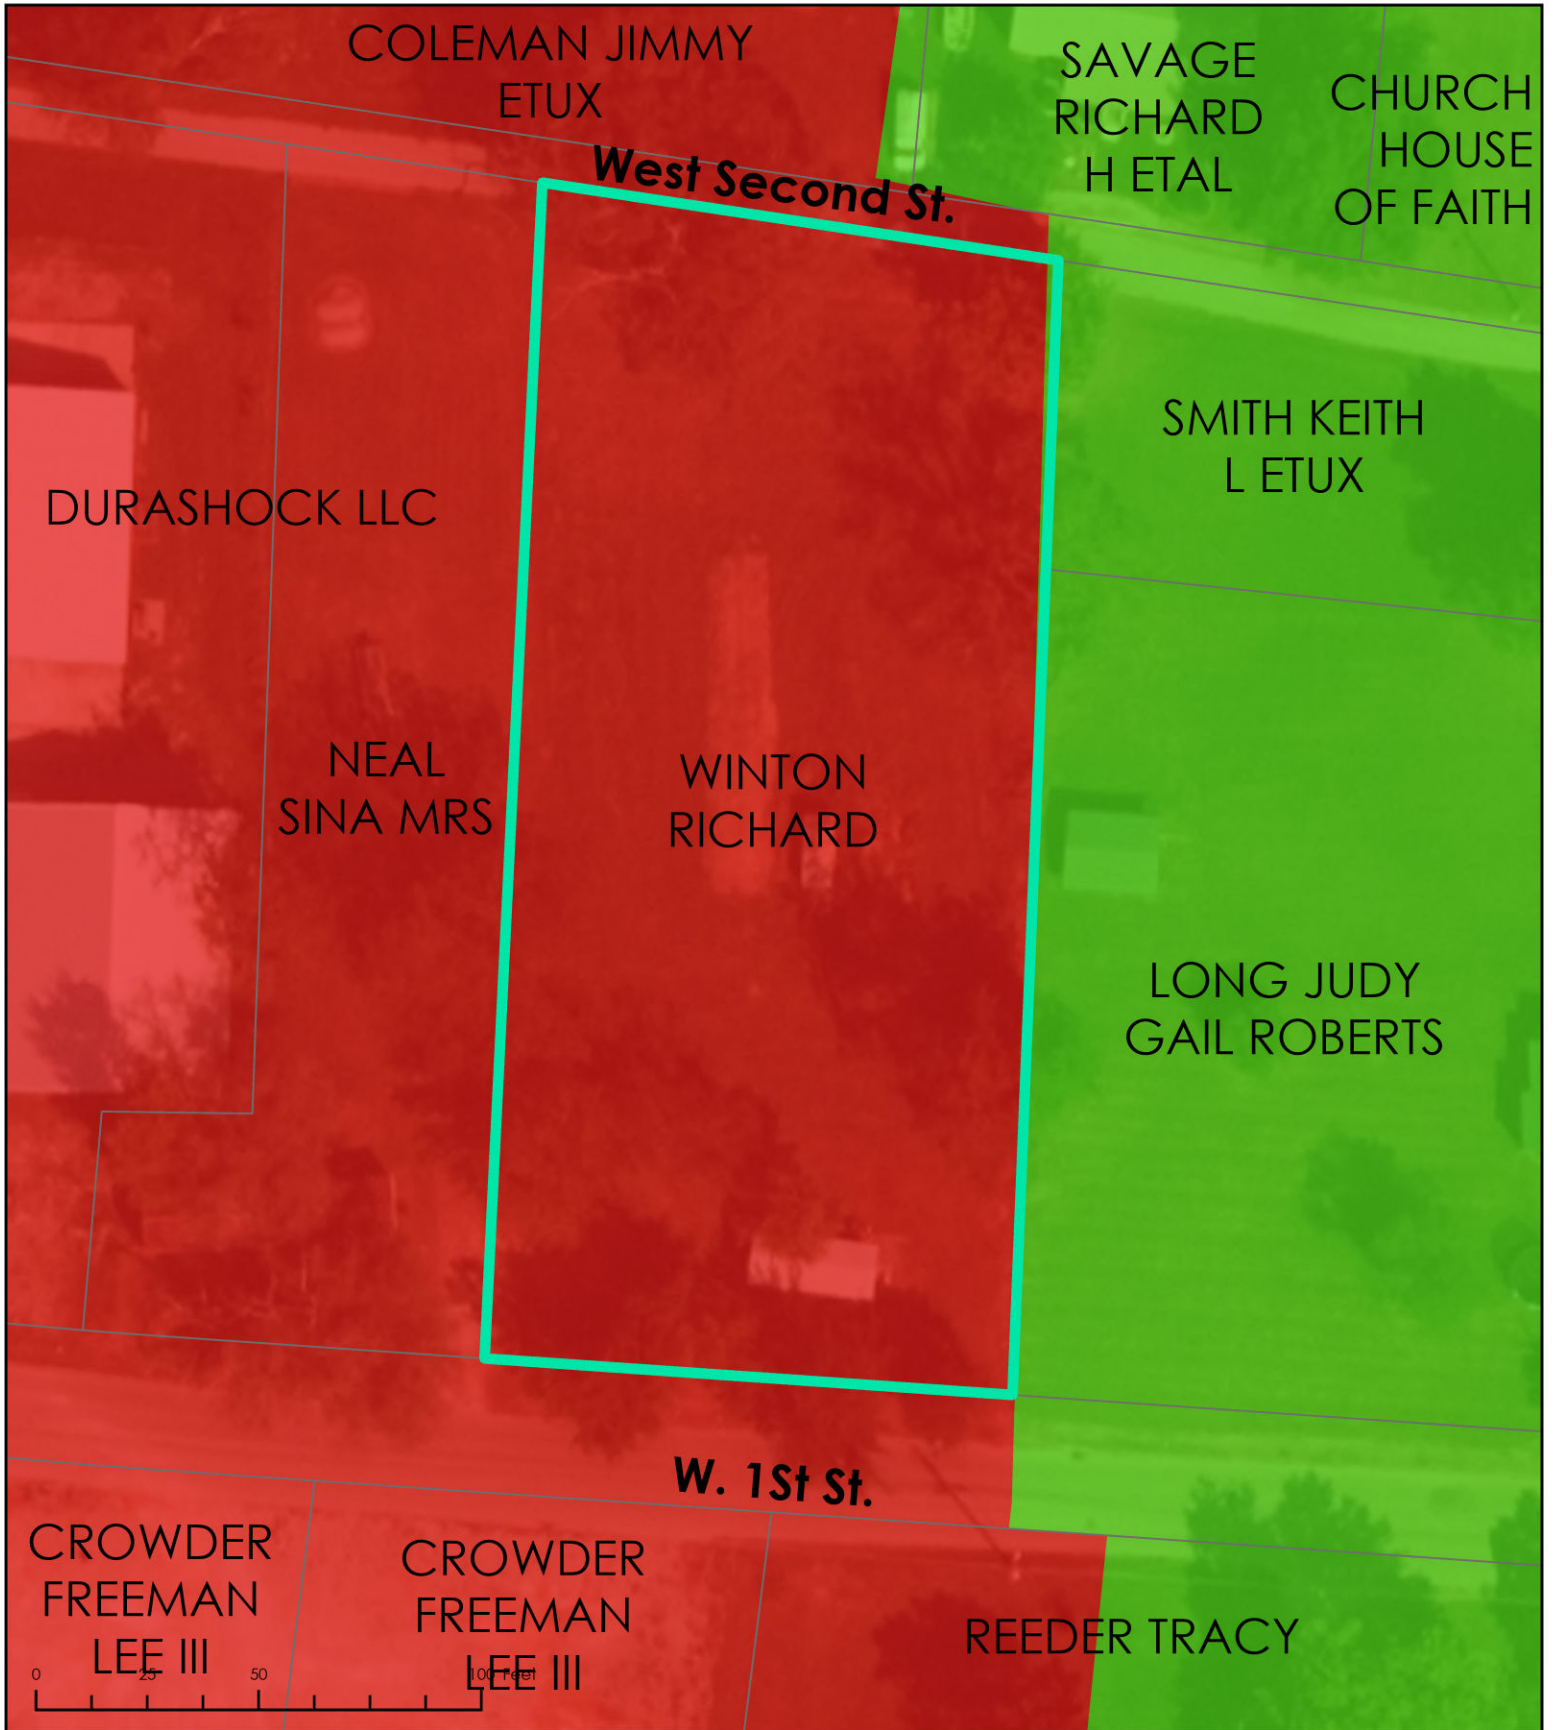 COLEMAN JIMMY
ETUX
SAVAGE
RICHARD
H ETAL
CHURCH
HOUSE
OF FAITH
West Second St.
SMITH KEITH
L ETUX
DURASHOCK LLC
NEAL
SINA MRS
WINTON
RICHARD
LONG JUDY
GAIL ROBERTS
W. 1St St.
CROWDER
FREEMAN
LEE III
CROWDER
FREEMAN
LEE III
REEDER TRACY
0 25 50 100 Feet